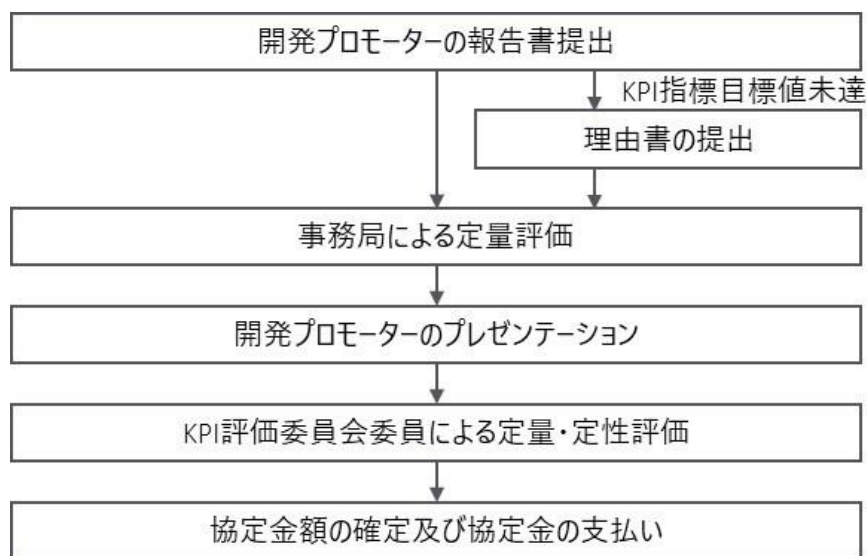 開発プロモーターの報告書提出
KPI指標目標値未達
理由書の提出
事務局による定量評価
開発プロモーターのプレゼンテーション
KPI評価委員会委員による定量・定性評価
協定金額の確定及び協定金の支払い